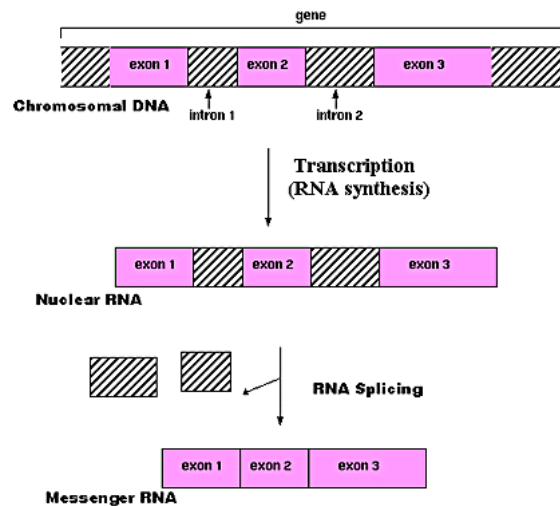 gene
exon 1 exon 2 exon 3
Chromosomal DNA
intron 1 intron 2
Transcription
(RNA synthesis)
exon 1 exon 2 exon 3
Nuclear RNA
RNA Splicing
exon 1 exon 2 exon 3
Messenger RNA